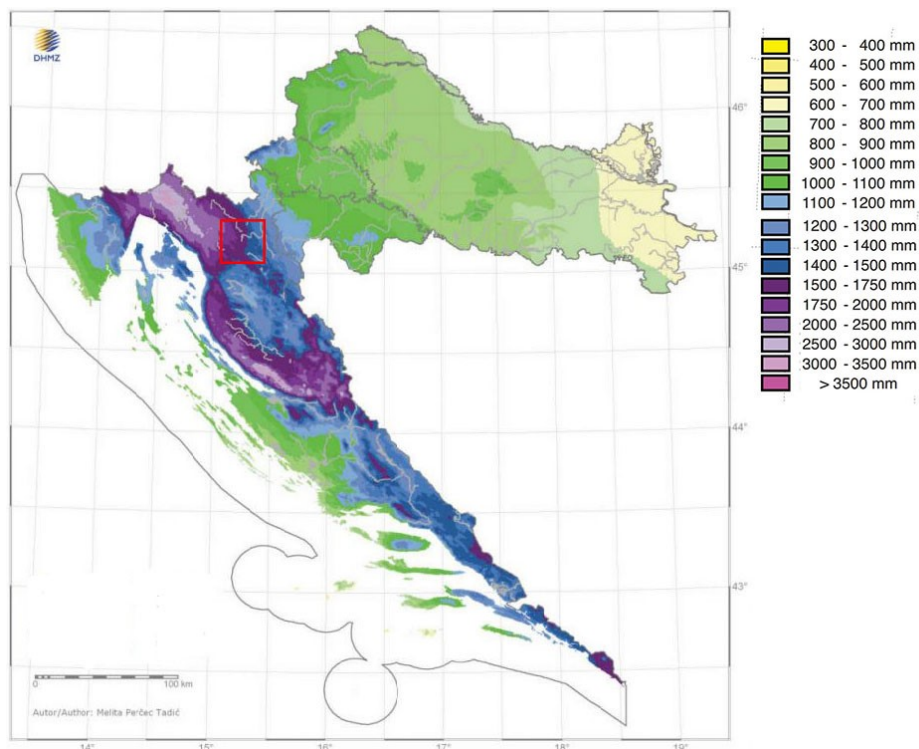 DHMZ
300 - 400 mm
400 - 500 mm
500 - 600 mm
600 - 700 mm
700 - 800 mm
800 - 900 mm
900 - 1000 mm
1000 - 1100 mm
1100 - 1200 mm
1200 - 1300 mm
1300 - 1400 mm
1400 - 1500 mm
1500 - 1750 mm
1750 - 2000 mm
2000 - 2500 mm
2500 - 3000 mm
3000 - 3500 mm
> 3500 mm
46°
45°
44°
43°
0 100 km
Autor/Author: Melita Perčec Tadić
14° 15° 16° 17° 18° 19°